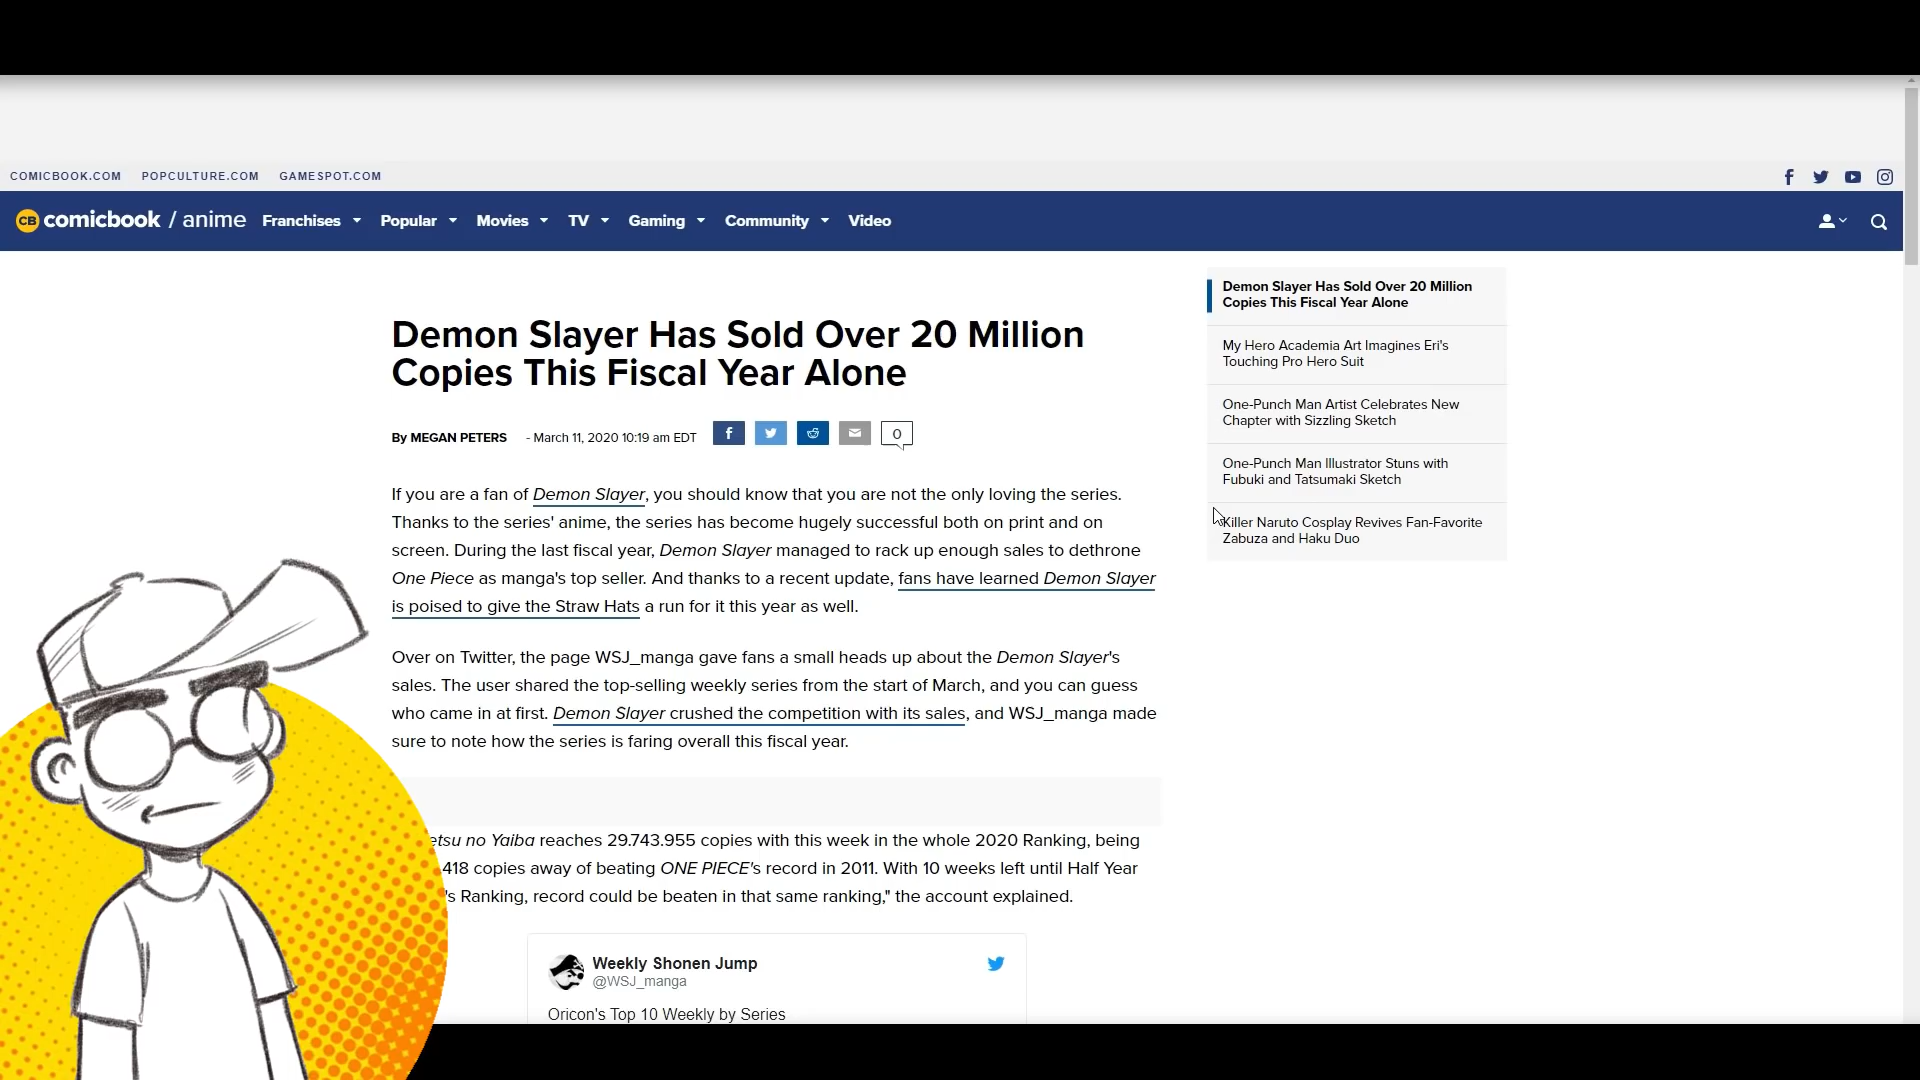 COMICBOOK.COM POPCULTURE.COM GAMESPOT.COM
CB comicbook / anime Franchises Popular Movies TV Gaming Community Video
Demon Slayer Has Sold Over 20 Million
Copies This Fiscal Year Alone
By MEGAN PETERS - March 11, 2020 10:19 am EDT f 0
If you are a fan of Demon Slayer, you should know that you are not the only loving the series.
Thanks to the series' anime, the series has become hugely successful both on print and on
screen. During the last fiscal year, Demon Slayer managed to rack up enough sales to dethrone
One Piece as manga's top seller. And thanks to a recent update, fans have learned Demon Slayer
is poised to give the Straw Hats a run for it this year as well.
Over on Twitter, the page WSJ_manga gave fans a small heads up about the Demon Slayer's
sales. The user shared the top-selling weekly series from the start of March, and you can guess
who came in at first. Demon Slayer crushed the competition with its sales, and WSJ_manga made
sure to note how the series is faring overall this fiscal year.
etsu no Yaiba reaches 29.743.955 copies with this week in the whole 2020 Ranking, being
418 copies away of beating ONE PIECE's record in 2011. With 10 weeks left until Half Year
's Ranking, record could be beaten in that same ranking," the account explained.
Weekly Shonen Jump
@WSJ_manga
Oricon's Top 10 Weekly by Series
Demon Slayer Has Sold Over 20 Million
Copies This Fiscal Year Alone
My Hero Academia Art Imagines Eri's
Touching Pro Hero Suit
One-Punch Man Artist Celebrates New
Chapter with Sizzling Sketch
One-Punch Man Illustrator Stuns with
Fubuki and Tatsumaki Sketch
Killer Naruto Cosplay Revives Fan-Favorite
Zabuza and Haku Duo